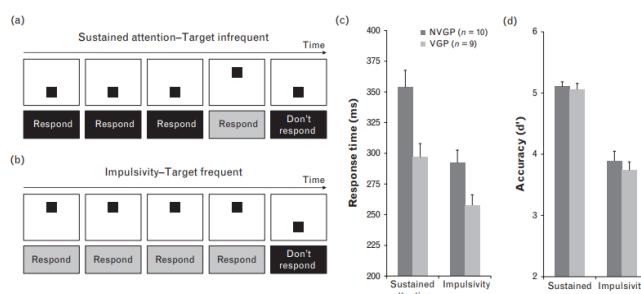 (a)
Sustained attention–Target infrequent
Time
Respond
Respond
Respond
Respond
Don't
respond
(b)
Impulsivity–Target frequent
Time
Respond
Respond
Respond
Respond
Don't
respond
(c)
NVGP (n = 10)
VGP (n = 9)
Response time (ms)
400
375
350
325
300
275
250
225
200
Sustained
Impulsivity
(d)
Accuracy (d')
6
5
4
3
2
Sustained